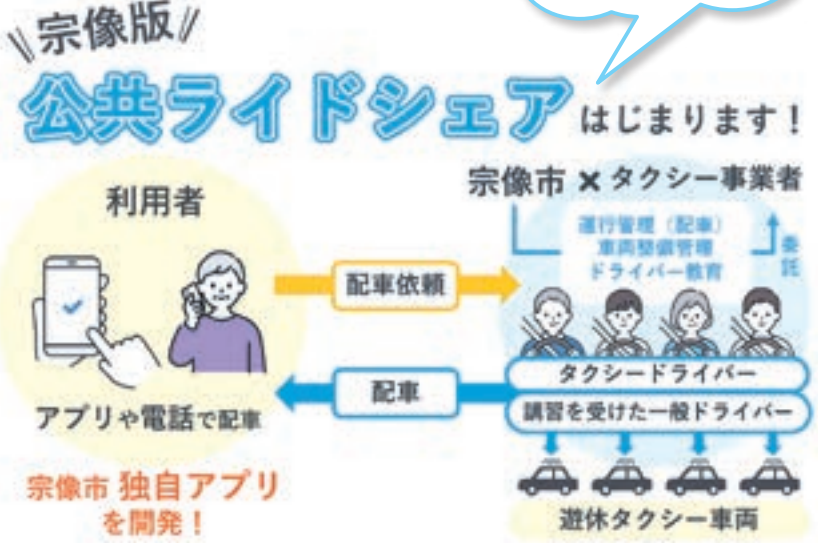 宗像版
公共ライドシェア はじまります！
利用者
アプリや電話で配車
宗像市 独自アプリ
を開発！
配車依頼
配車
宗像市 × タクシー事業者
運行管理（配車）
車両整備管理
ドライバー教育
委託
タクシードライバー
講習を受けた一般ドライバー
遊休タクシー車両